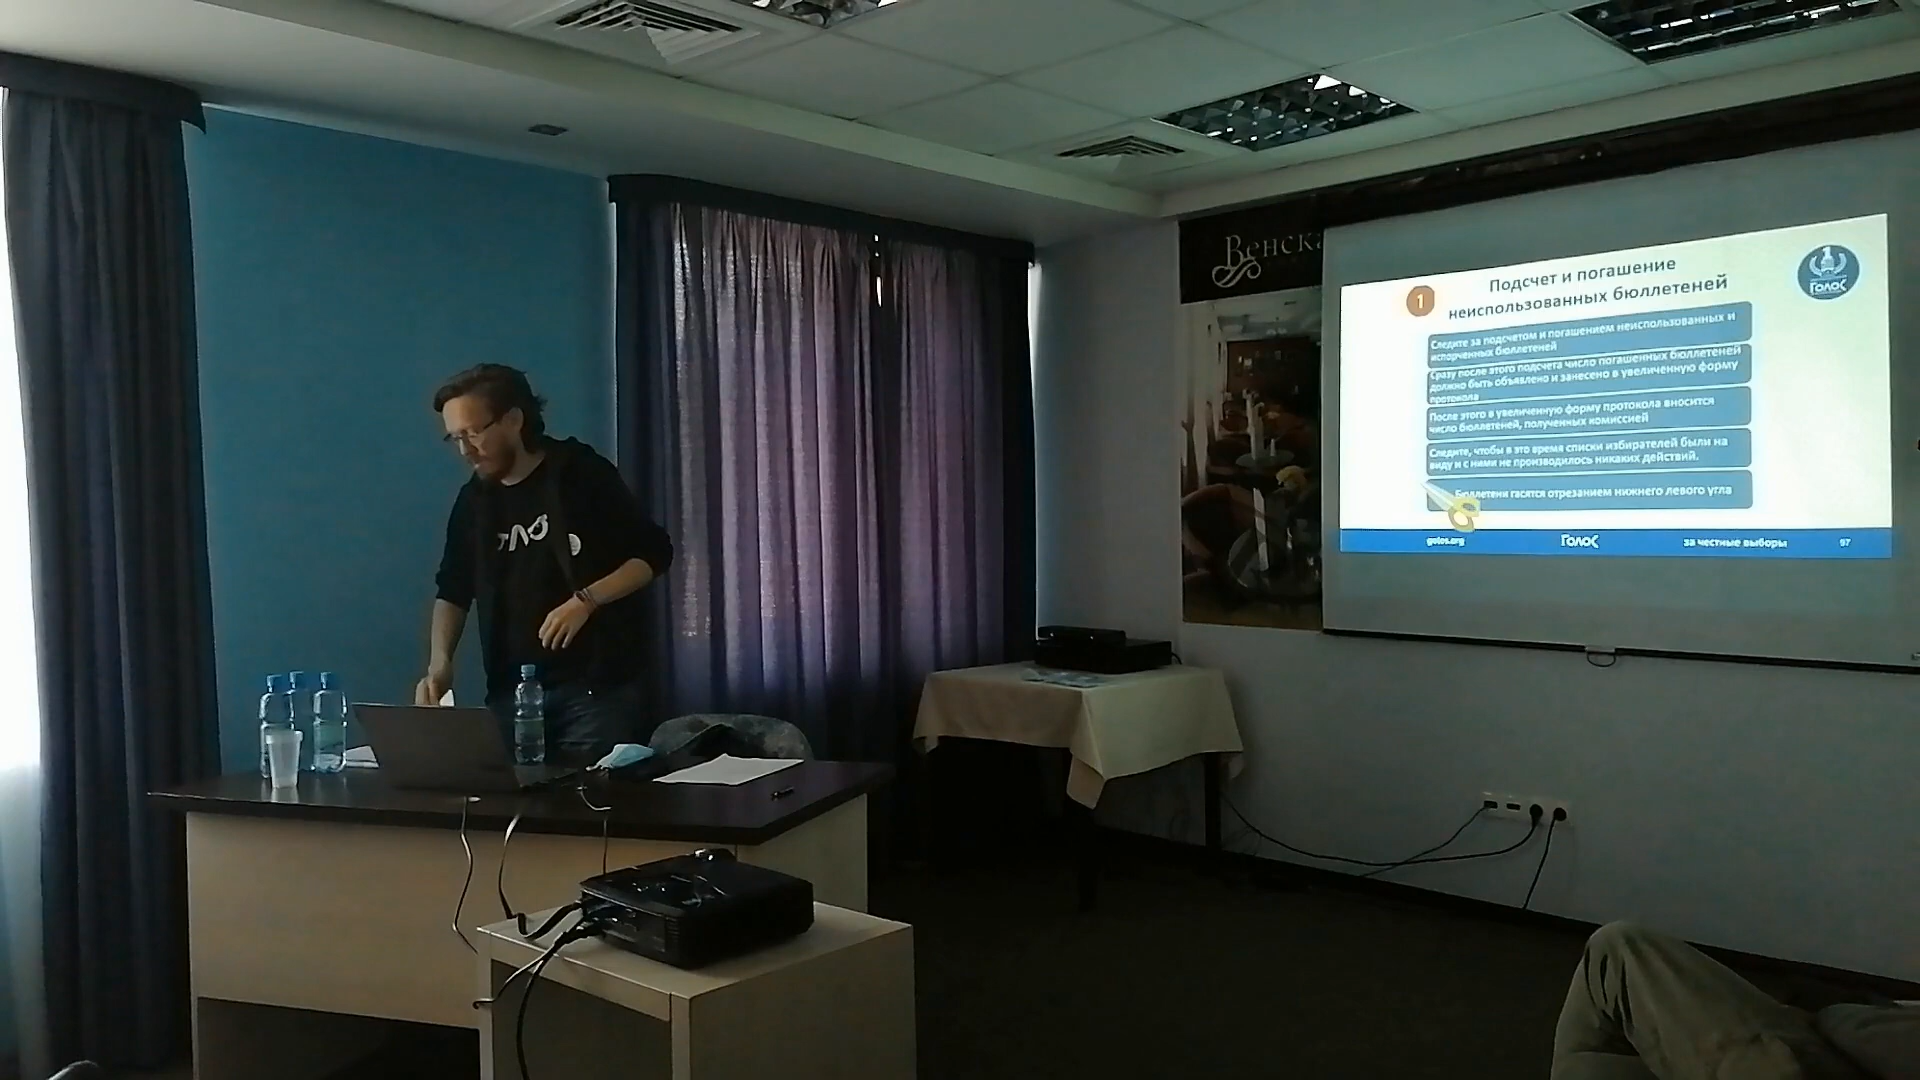 Венска
1
Подсчет и погашение
неиспользованных бюллетеней
Голос
Следите за подсчетом и погашением неиспользованных и
испорченных бюллетеней
Сразу после этого подсчета число погашенных бюллетеней
должно быть объявлено и занесено в увеличенную форму
протокола
После этого в увеличенную форму протокола вносится
число бюллетеней, полученных комиссией
Следите, чтобы в это время списки избирателей были на
виду и с ними не производилось никаких действий.
Бюллетени гасятся отрезанием нижнего левого угла
golos.org
Голос
за честные выборы
97